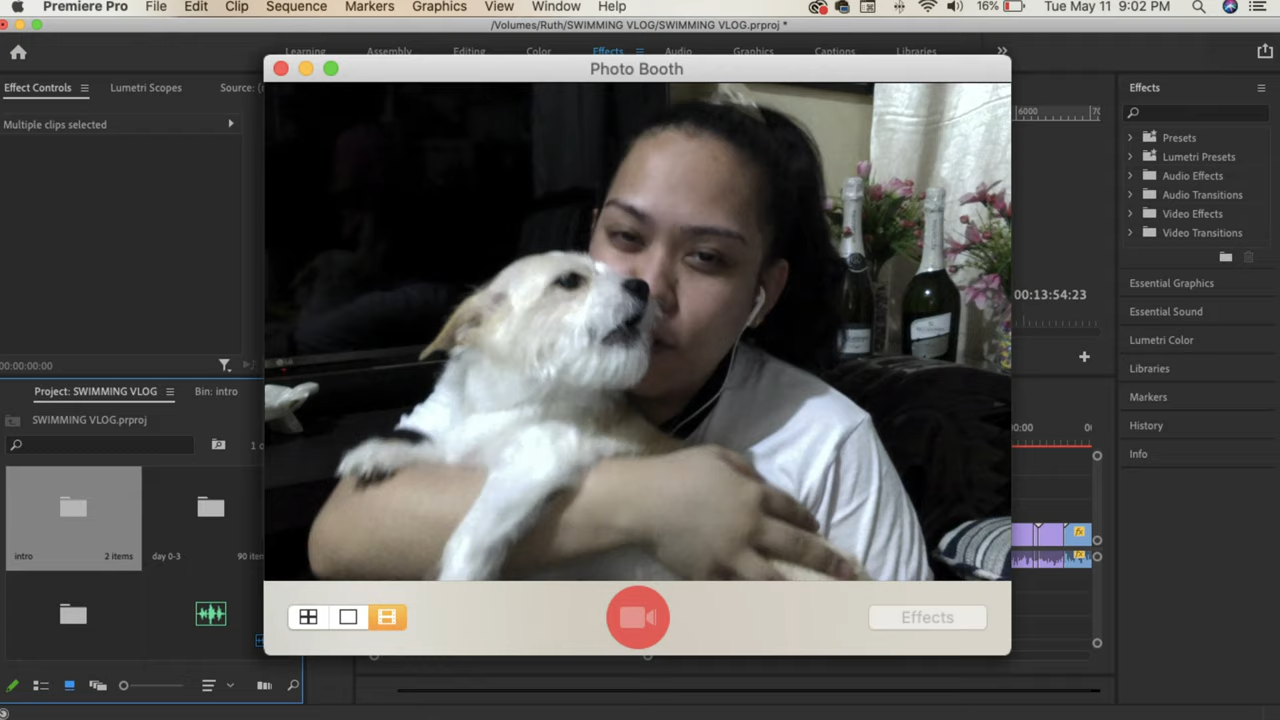 Premiere Pro File Edit Clip Sequence Markers Graphics View Window Help 16% Tue May 11 9:02 PM
/Volumes/Ruth/SWIMMING VLOG/SWIMMING VLOG.prproj *
Learning Assembly Editing Color Effects Audio Graphics Captions Libraries
Photo Booth
Effect Controls Lumetri Scopes Source: (
Multiple clips selected
00:00:00:00
Project: SWIMMING VLOG Bin: intro
SWIMMING VLOG.prproj
intro 2 items day 0-3
Effects
6000
00:13:54:23
fx
fx
Effects
Presets
Lumetri Presets
Audio Effects
Audio Transitions
Video Effects
Video Transitions
Essential Graphics
Essential Sound
Lumetri Color
Libraries
Markers
History
Info